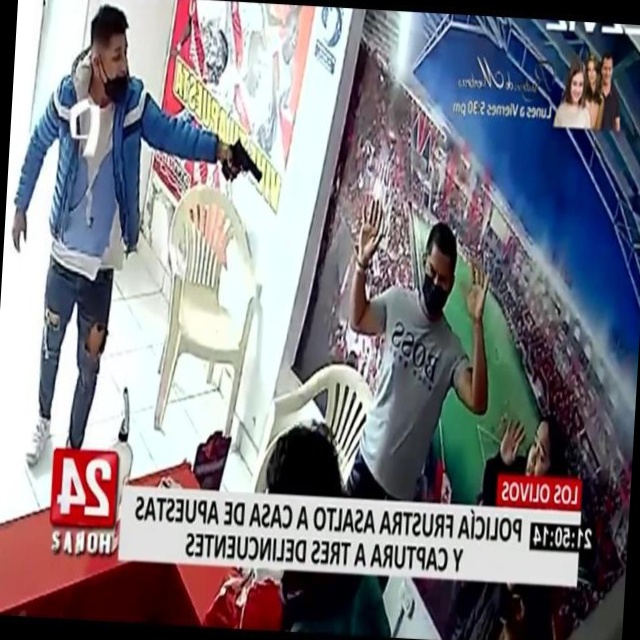 Lunes a Viernes 5:30 pm
BOSS
24
HORAS
LOS OLIVOS
21:50:14
POLICÍA FRUSTRA ASALTO A CASA DE APUESTAS
Y CAPTURA A TRES DELINCUENTES